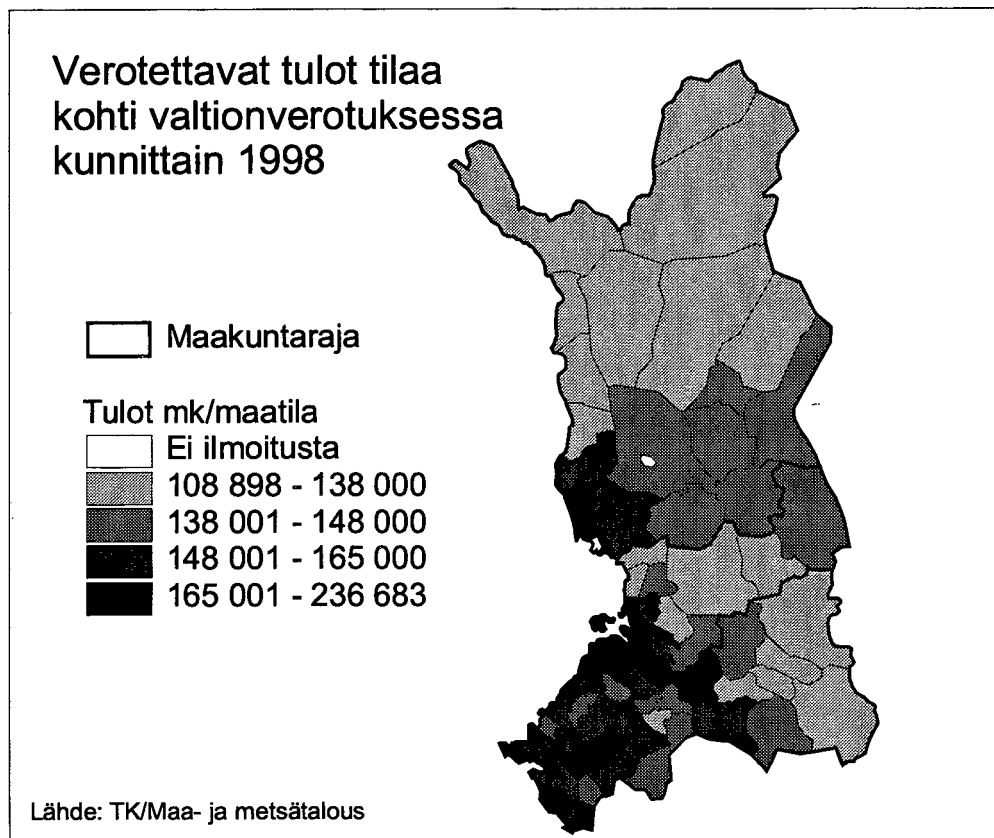 Verotettavat tulot tilaa
kohti valtionverotuksessa
kunnittain 1998
Maakuntaraja
Tulot mk/maatila
Ei ilmoitusta
108 898 - 138 000
138 001 - 148 000
148 001 - 165 000
165 001 - 236 683
Lähde: TK/Maa- ja metsätalous